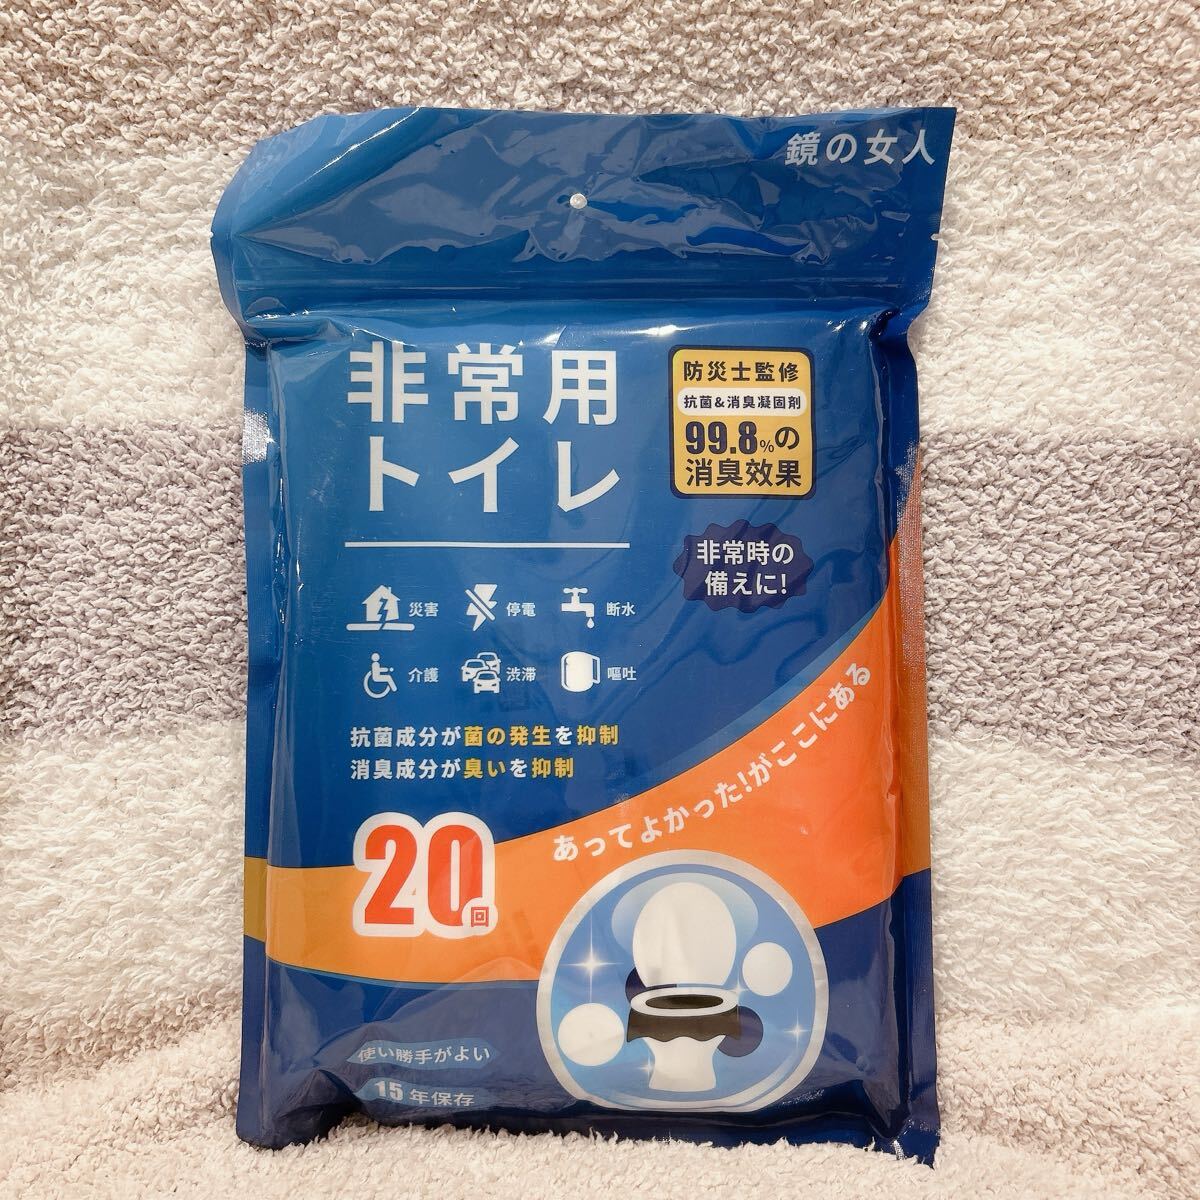 鏡の女人
非常用
トイレ
防災士監修
抗菌&消臭凝固剤
99.8%の
消臭効果
非常時の
備えに!
災害
停電
断水
介護
渋滞
嘔吐
抗菌成分が菌の発生を抑制
消臭成分が臭いを抑制
あってよかった!がここにある
20回
使い勝手がよい
15年保存